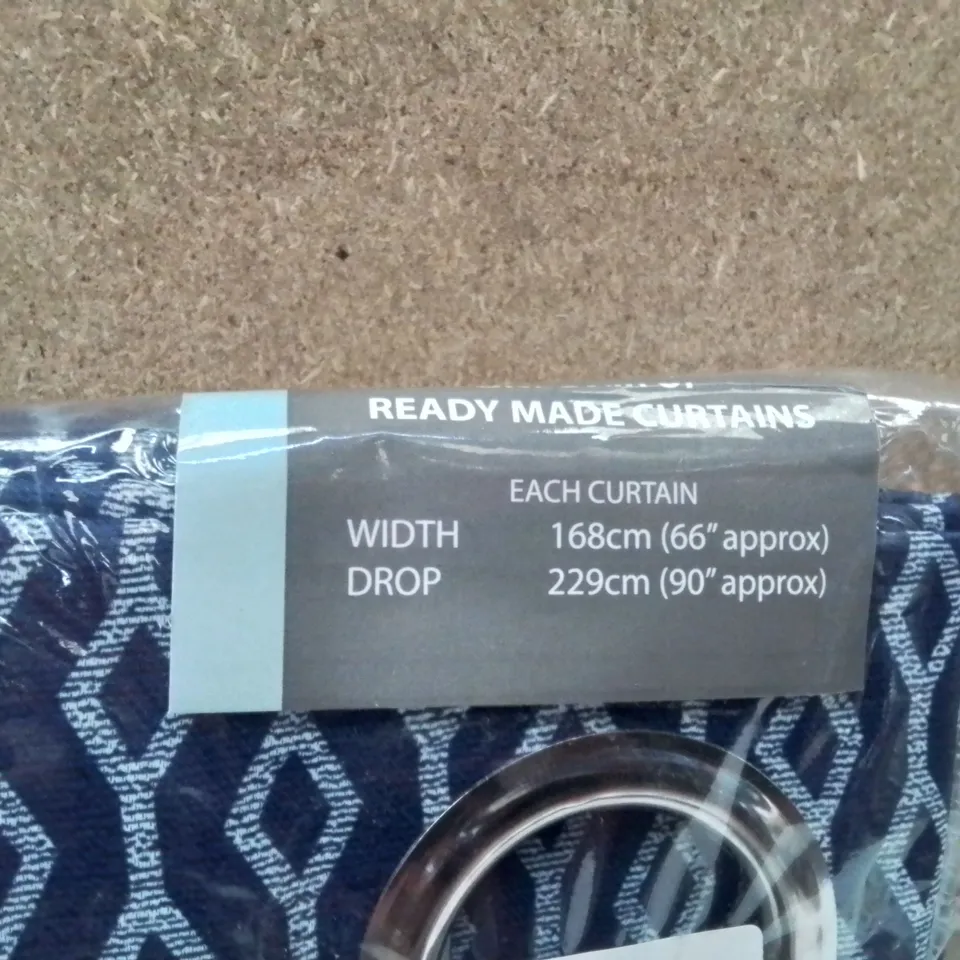 READY MADE CURTAINS
EACH CURTAIN
WIDTH 168cm (66” approx)
DROP 229cm (90” approx)